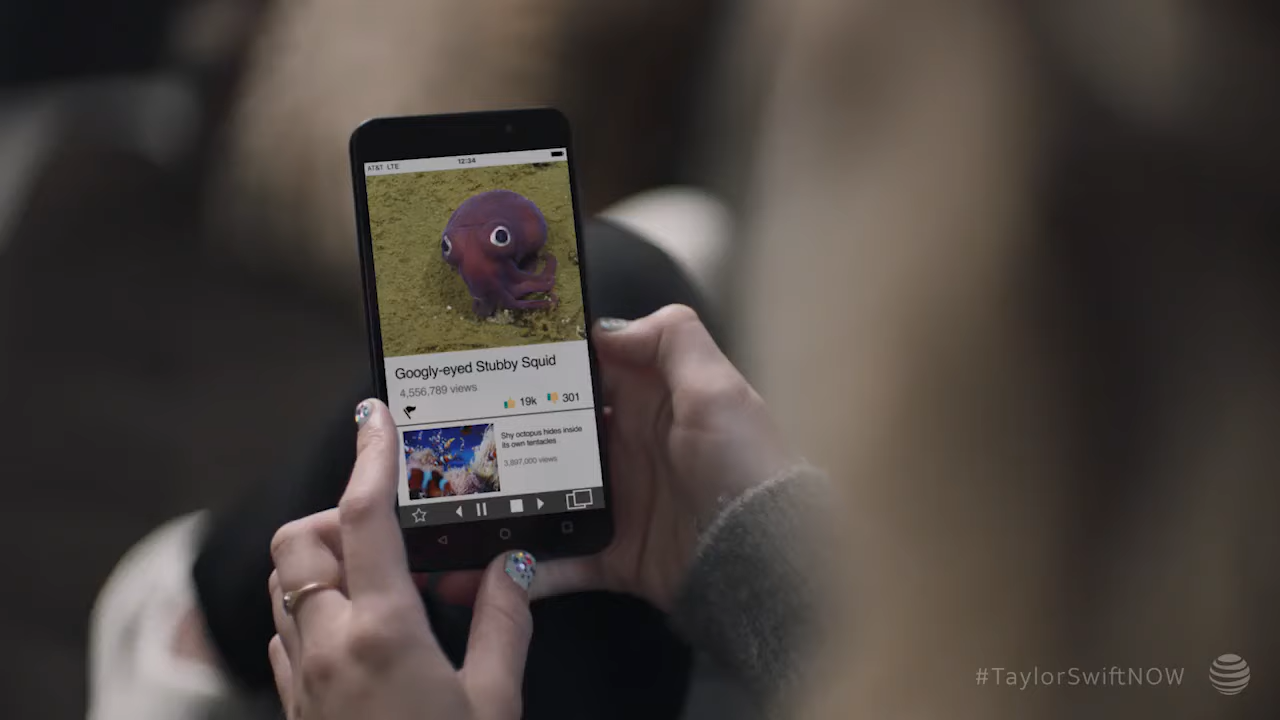 AT&T LTE 12:34
Googly-eyed Stubby Squid
4,556,789 views
19k 301
Shy octopus hides inside
its own tentacles
3,897,000 views
#TaylorSwiftNOW